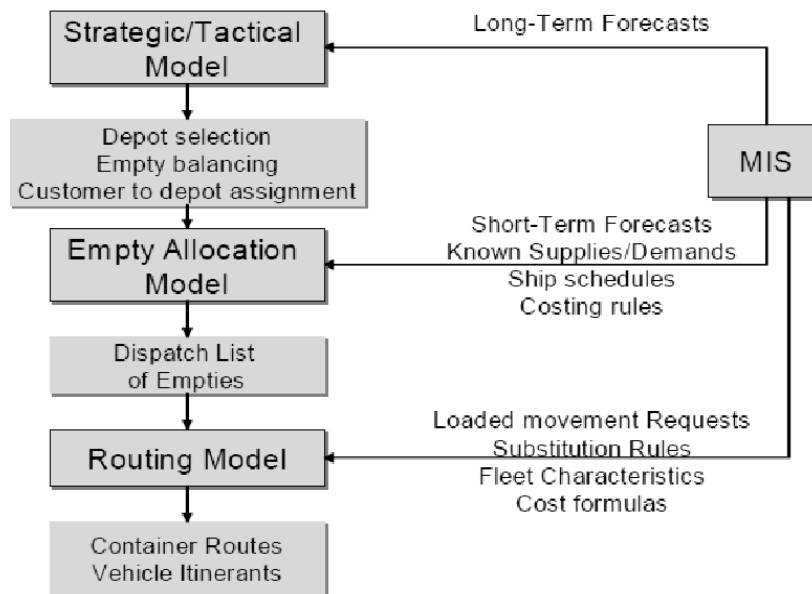 Strategic/Tactical
Model
Long-Term Forecasts
Depot selection
Empty balancing
Customer to depot assignment
MIS
Empty Allocation
Model
Short-Term Forecasts
Known Supplies/Demands
Ship schedules
Costing rules
Dispatch List
of Empties
Routing Model
Loaded movement Requests
Substitution Rules
Fleet Characteristics
Cost formulas
Container Routes
Vehicle Itinerants